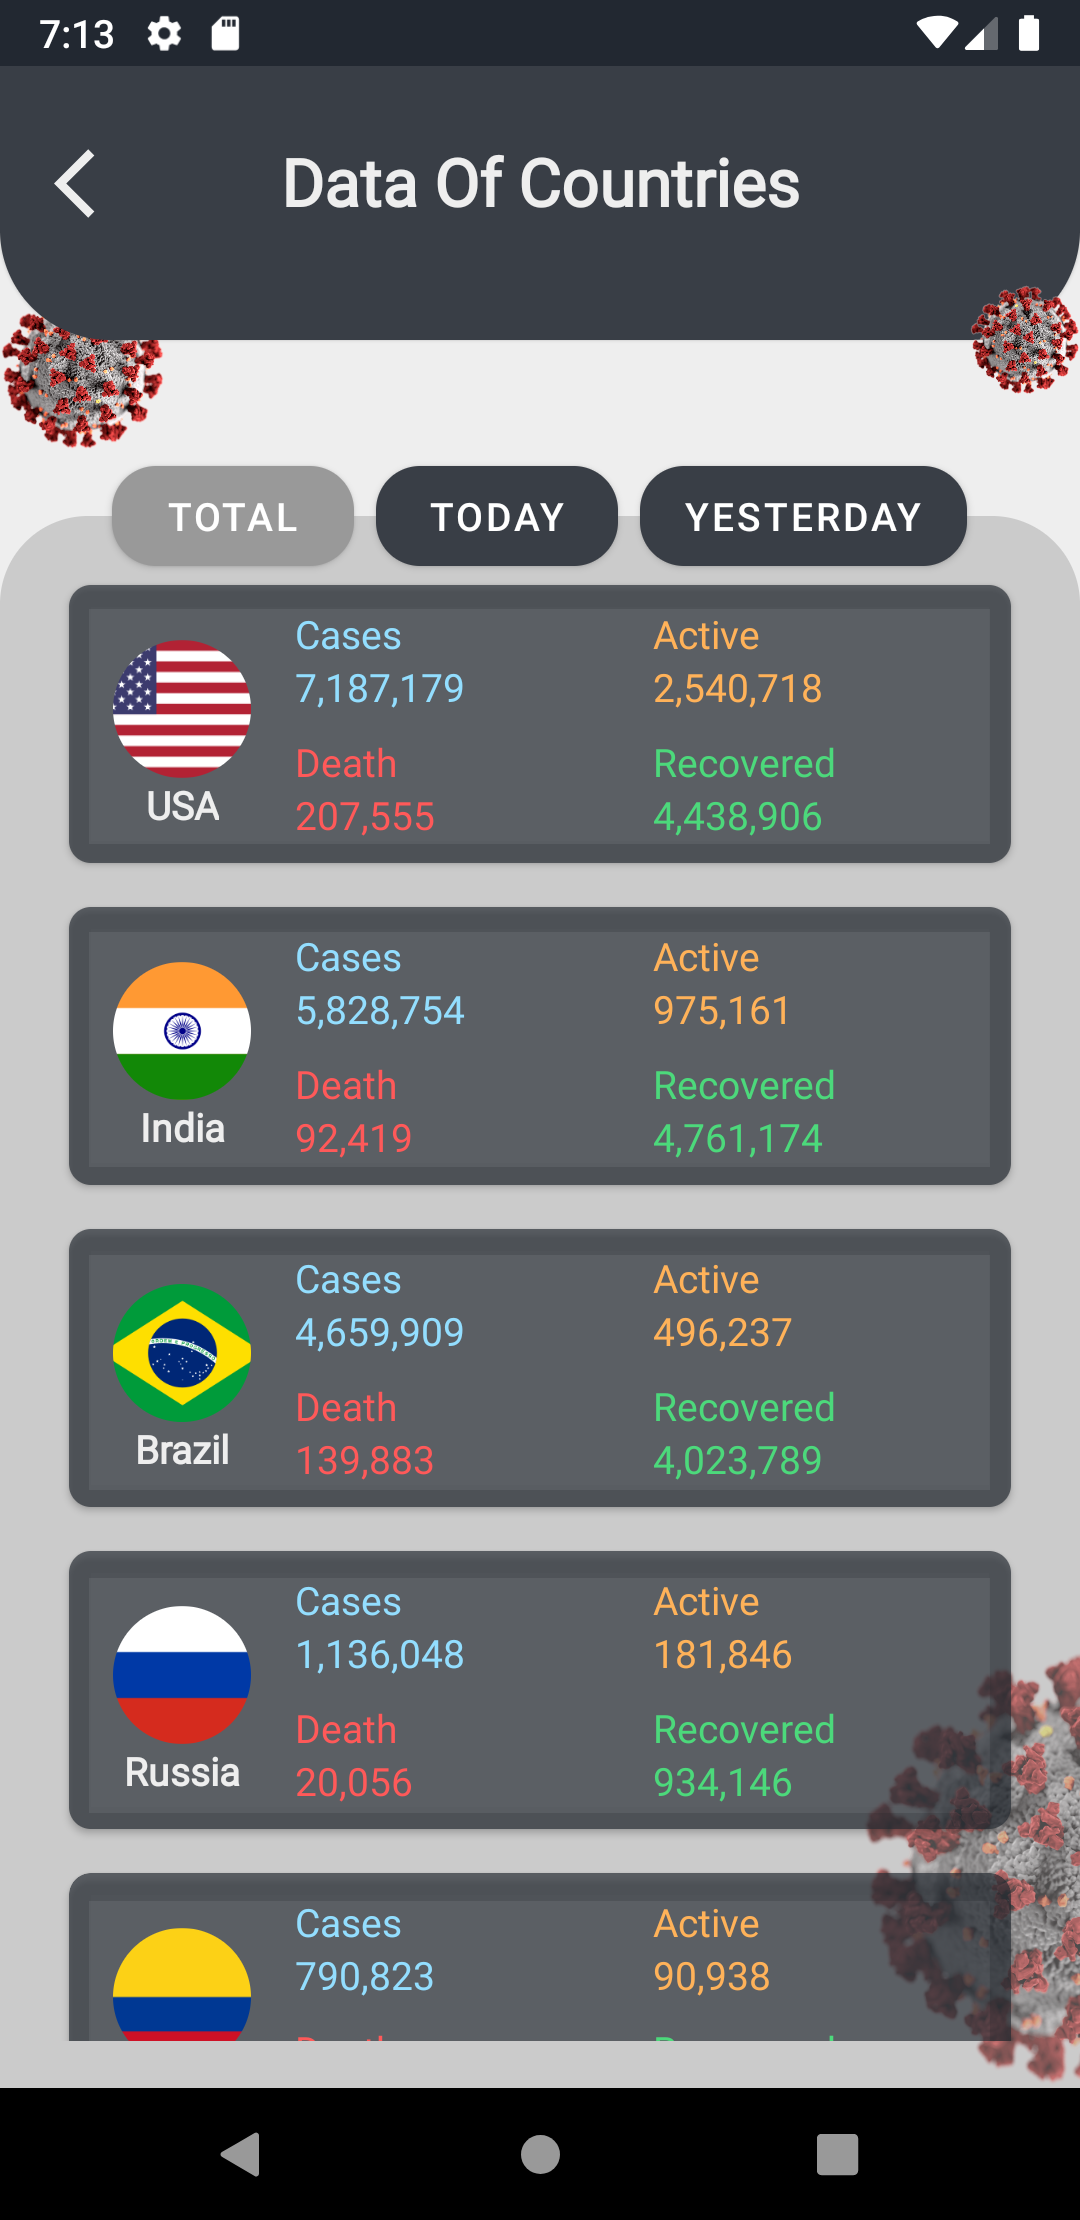 7:13
Data Of Countries
TOTAL TODAY YESTERDAY
Cases Active
7,187,179 2,540,718
Death Recovered
207,555 4,438,906
USA
Cases Active
5,828,754 975,161
Death Recovered
92,419 4,761,174
India
Cases Active
4,659,909 496,237
Death Recovered
139,883 4,023,789
Brazil
Cases Active
1,136,048 181,846
Death Recovered
20,056 934,146
Russia
Cases Active
790,823 90,938